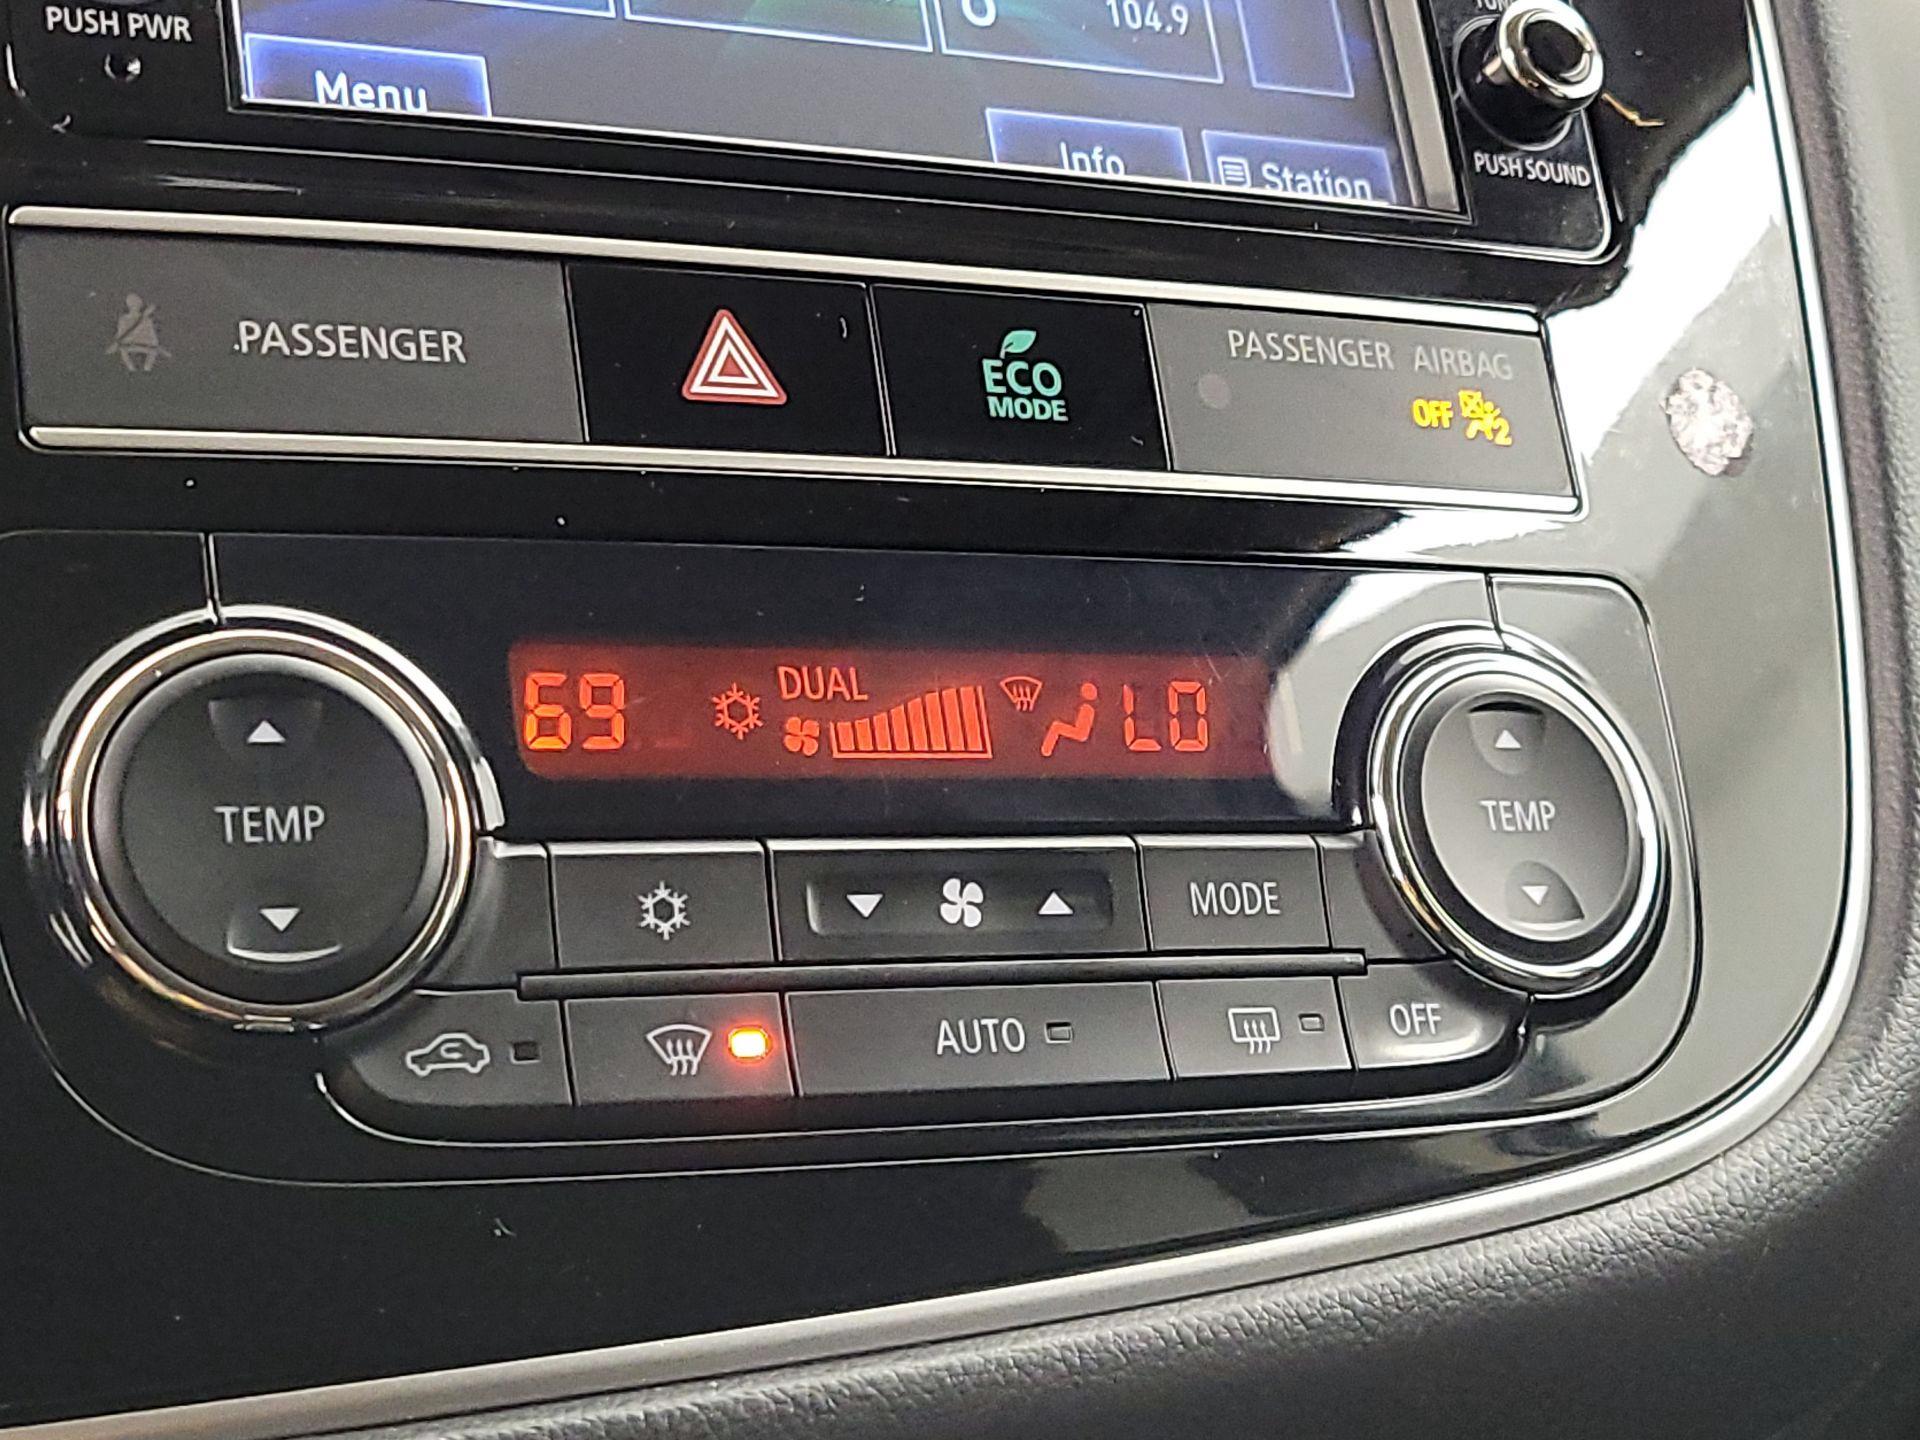 PUSH PWR
104.9
Menu
Info
Station
PUSH SOUND
PASSENGER
ECO
MODE
PASSENGER AIRBAG
OFF 2
69
DUAL
LO
TEMP
TEMP
MODE
AUTO
OFF